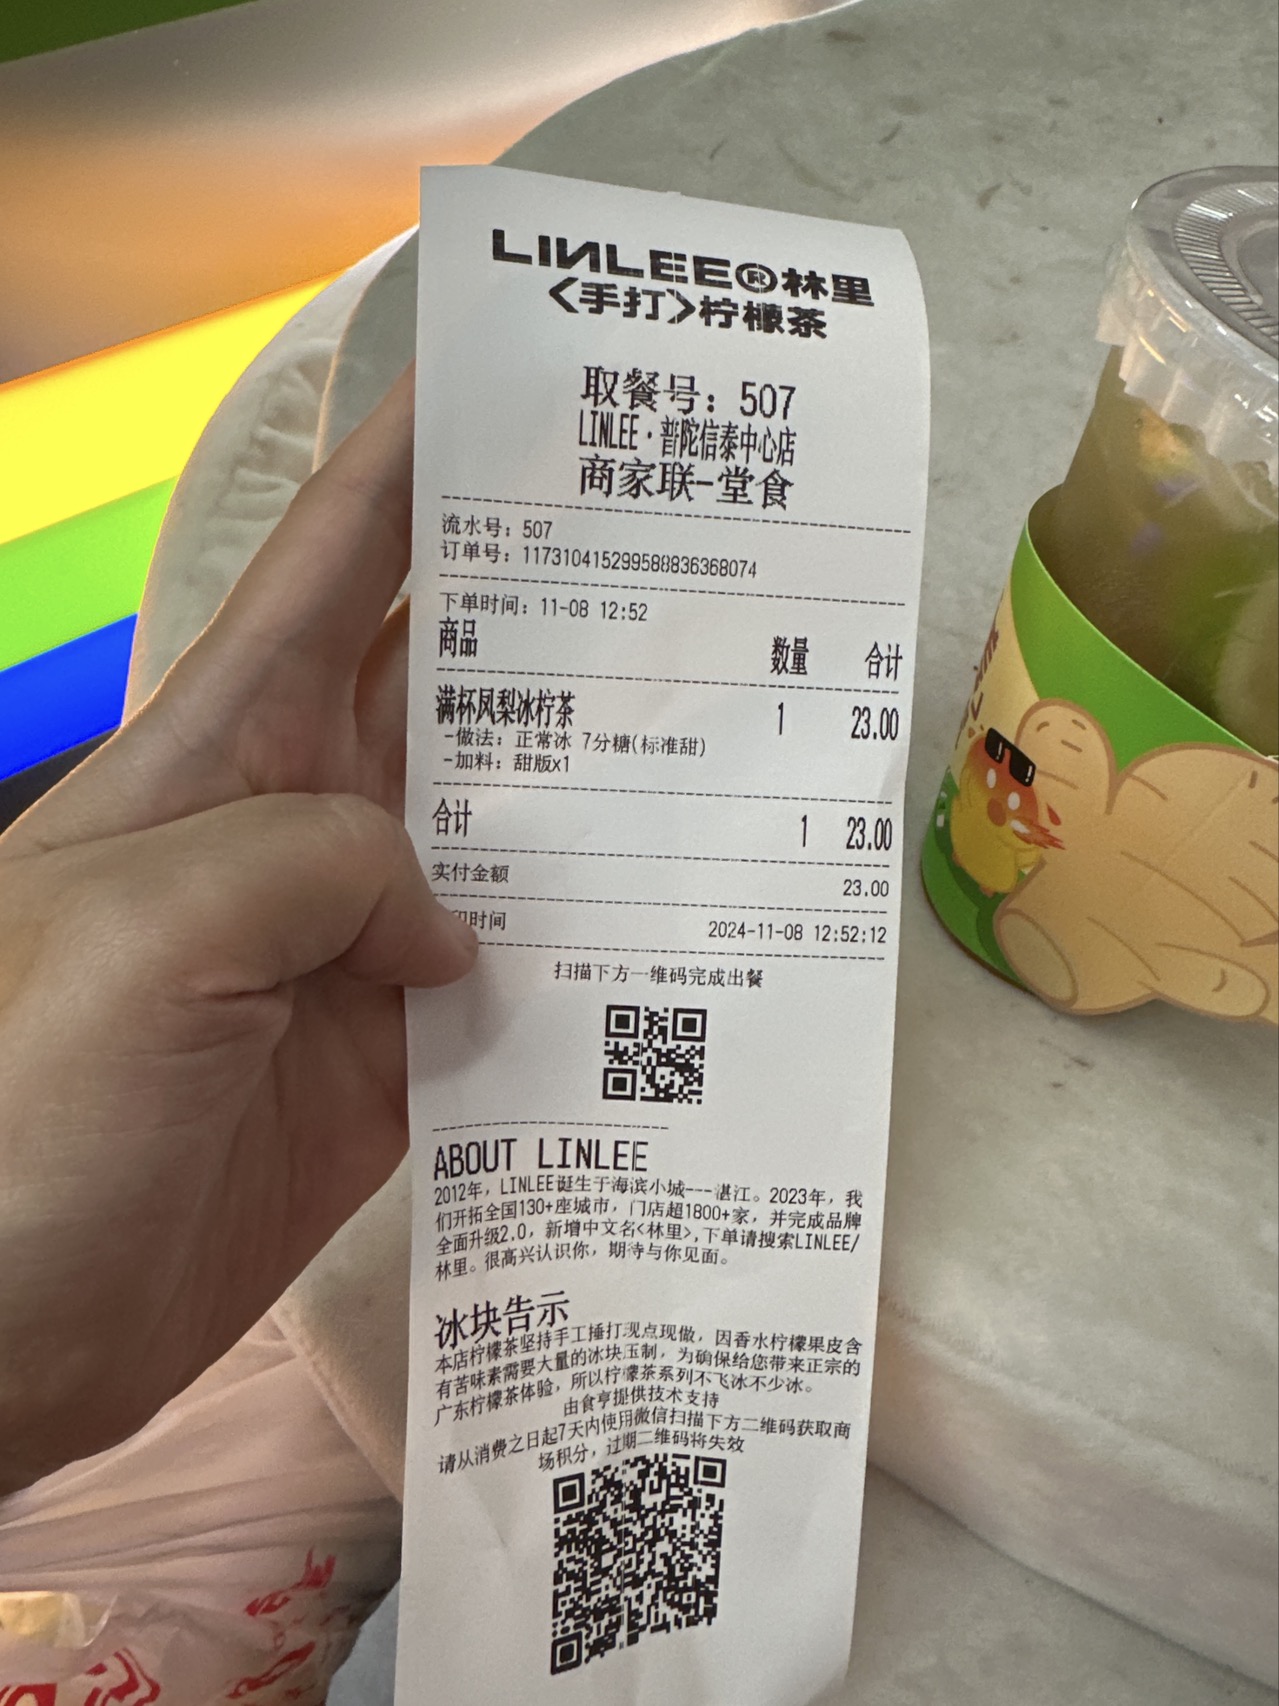 LINLEE®林里
<手打>柠檬茶
取餐号：507
LINLEE·普陀信泰中心店
商家联-堂食
流水号：507
订单号：117310415299588836368074
下单时间：11-08 12:52
商品 数量 合计
满杯凤梨冰柠茶 1 23.00
-做法：正常冰 7分糖(标准甜)
-加料：甜版x1
合计 1 23.00
实付金额 23.00
印时间 2024-11-08 12:52:12
扫描下方一维码完成出餐
ABOUT LINLEE
2012年，LINLEE诞生于海滨小城---湛江。2023年，我
们开拓全国130+座城市，门店超1800+家，并完成品牌
全面升级2.0，新增中文名<林里>,下单请搜索LINLEE/
林里。很高兴认识你，期待与你见面。
冰块告示
本店柠檬茶坚持手工捶打现点现做，因香水柠檬果皮含
有苦味素需要大量的冰块压制，为确保给您带来正宗的
广东柠檬茶体验，所以柠檬茶系列不飞冰不少冰。
由食亨提供技术支持
请从消费之日起7天内使用微信扫描下方二维码获取商
场积分，过期二维码将失效